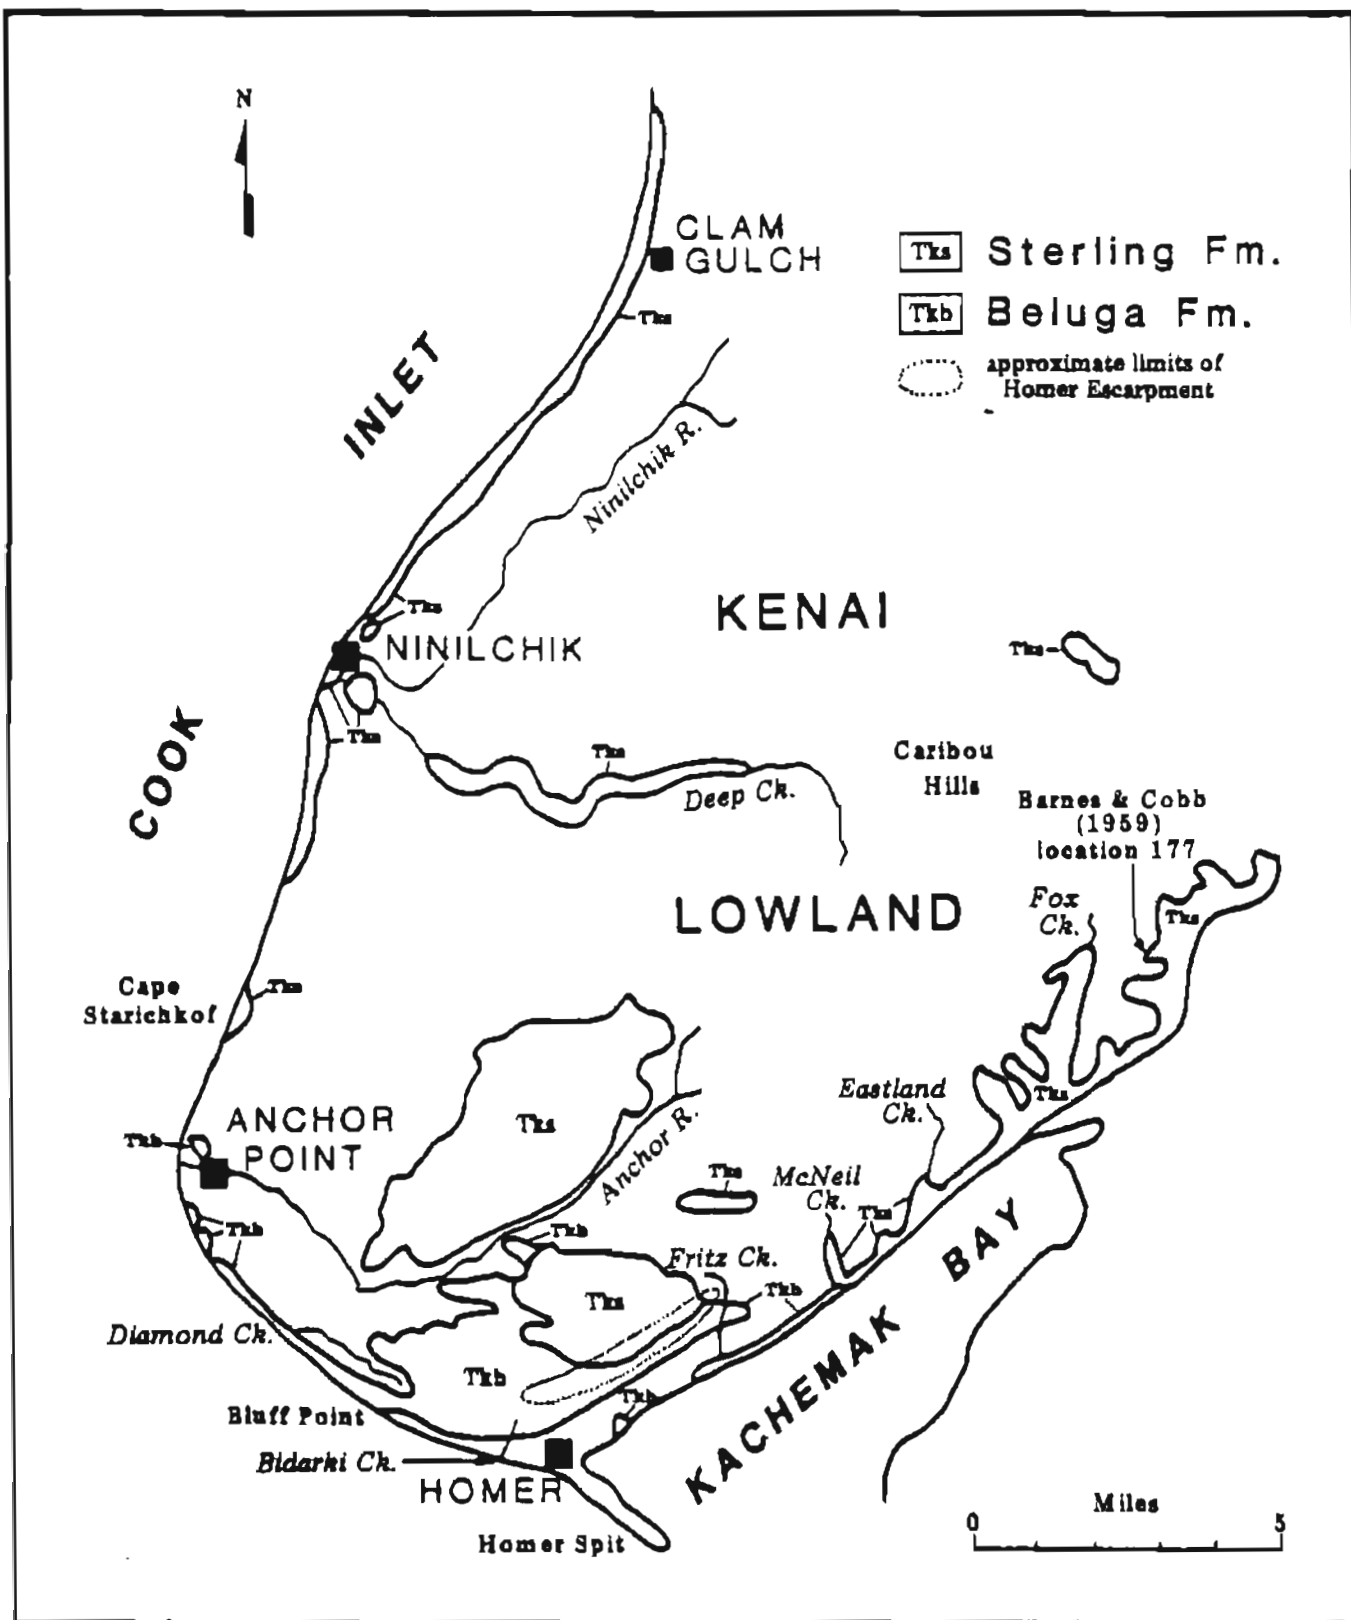 N
CLAM
GULCH
Tks
Sterling Fm.
Tkb
Beluga Fm.
approximate limits of
Homer Escarpment
Tks
INLET
Ninilchik R.
Tks
NINILCHIK
KENAI
Tks
Tks
COOK
Tks
Deep Ck.
Caribou
Hills
Barnes & Cobb
(1959)
location 177
Fox
Ck.
Tks
LOWLAND
Cape
Starichkof
Tks
Tks
Eastland
Ck.
Tks
ANCHOR
POINT
Tkb
Anchor R.
Tks
McNeil
Ck.
Tks
Tkb
Tkb
Fritz Ck.
BAY
Tks
Tkb
Diamond Ck.
Tkb
Tkb
KACHEMAK
Bluff Point
Bidarki Ck.
HOMER
Homer Spit
Miles
0 5